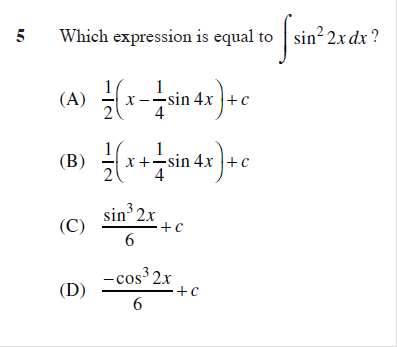 5 Which expression is equal to ∫ sin² 2x dx ?
(A) 1/2 ( x − 1/4 sin 4x ) + c
(B) 1/2 ( x + 1/4 sin 4x ) + c
(C) sin³ 2x / 6 + c
(D) −cos³ 2x / 6 + c